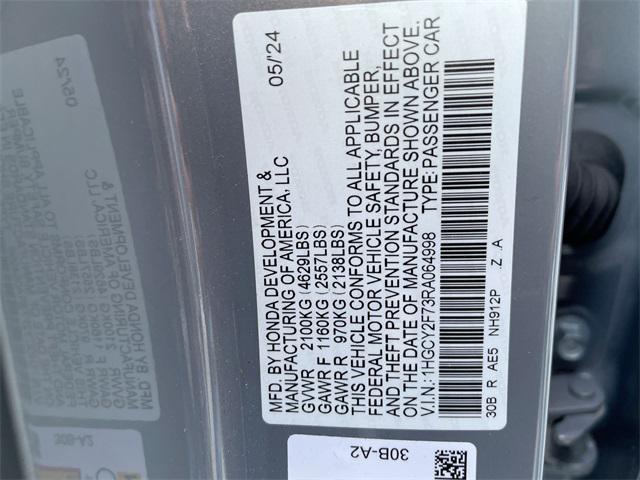 MFD. BY HONDA DEVELOPMENT & 05/'24
MANUFACTURING OF AMERICA, LLC
GVWR 2100KG (4629LBS)
GAWR F 1160KG (2557LBS)
GAWR R 970KG (2138LBS)
THIS VEHICLE CONFORMS TO ALL APPLICABLE
FEDERAL MOTOR VEHICLE SAFETY, BUMPER,
AND THEFT PREVENTION STANDARDS IN EFFECT
ON THE DATE OF MANUFACTURE SHOWN ABOVE.
V.I.N: 1HGCY2F73RA064998 TYPE: PASSENGER CAR
30B R AE5 NH912P .Z .A
30B-A2